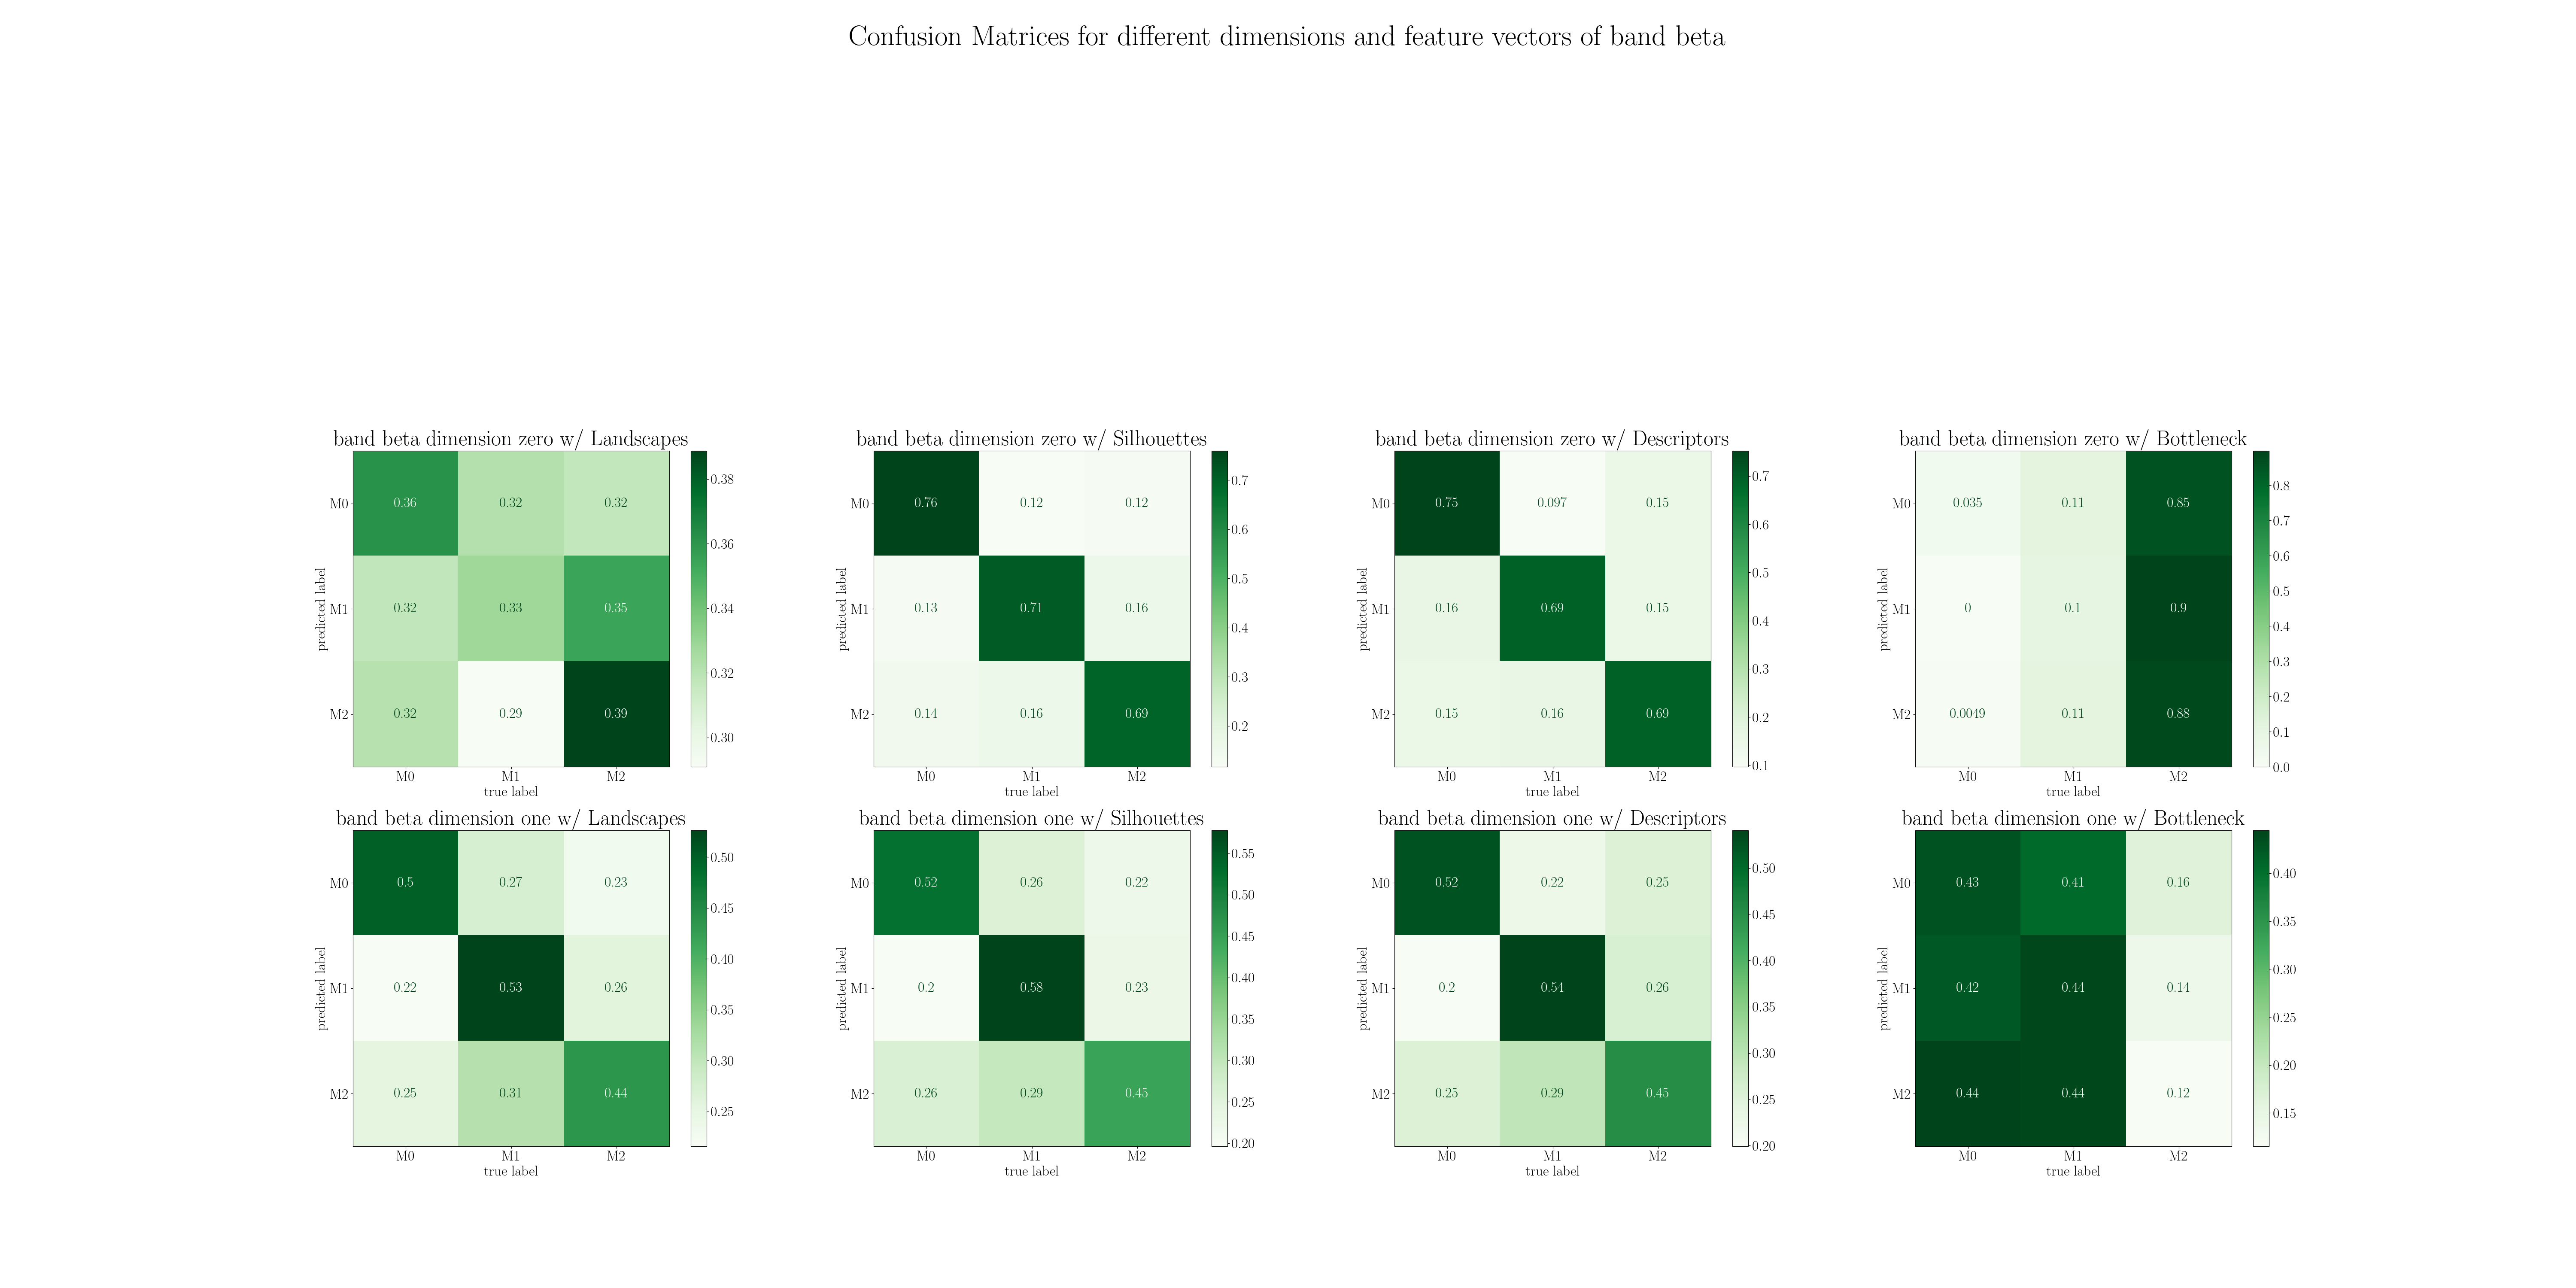 Confusion Matrices for different dimensions and feature vectors of band beta
band beta dimension zero w/ Landscapes
predicted label
M0 0.36 0.32 0.32
M1 0.32 0.33 0.35
M2 0.32 0.29 0.39
M0 M1 M2
true label
0.38
0.36
0.34
0.32
0.30
band beta dimension zero w/ Silhouettes
predicted label
M0 0.76 0.12 0.12
M1 0.13 0.71 0.16
M2 0.14 0.16 0.69
M0 M1 M2
true label
0.7
0.6
0.5
0.4
0.3
0.2
band beta dimension zero w/ Descriptors
predicted label
M0 0.75 0.097 0.15
M1 0.16 0.69 0.15
M2 0.15 0.16 0.69
M0 M1 M2
true label
0.7
0.6
0.5
0.4
0.3
0.2
0.1
band beta dimension zero w/ Bottleneck
predicted label
M0 0.035 0.11 0.85
M1 0 0.1 0.9
M2 0.0049 0.11 0.88
M0 M1 M2
true label
0.8
0.7
0.6
0.5
0.4
0.3
0.2
0.1
0.0
band beta dimension one w/ Landscapes
predicted label
M0 0.5 0.27 0.23
M1 0.22 0.53 0.26
M2 0.25 0.31 0.44
M0 M1 M2
true label
0.50
0.45
0.40
0.35
0.30
0.25
band beta dimension one w/ Silhouettes
predicted label
M0 0.52 0.26 0.22
M1 0.2 0.58 0.23
M2 0.26 0.29 0.45
M0 M1 M2
true label
0.55
0.50
0.45
0.40
0.35
0.30
0.25
0.20
band beta dimension one w/ Descriptors
predicted label
M0 0.52 0.22 0.25
M1 0.2 0.54 0.26
M2 0.25 0.29 0.45
M0 M1 M2
true label
0.50
0.45
0.40
0.35
0.30
0.25
0.20
band beta dimension one w/ Bottleneck
predicted label
M0 0.43 0.41 0.16
M1 0.42 0.44 0.14
M2 0.44 0.44 0.12
M0 M1 M2
true label
0.40
0.35
0.30
0.25
0.20
0.15